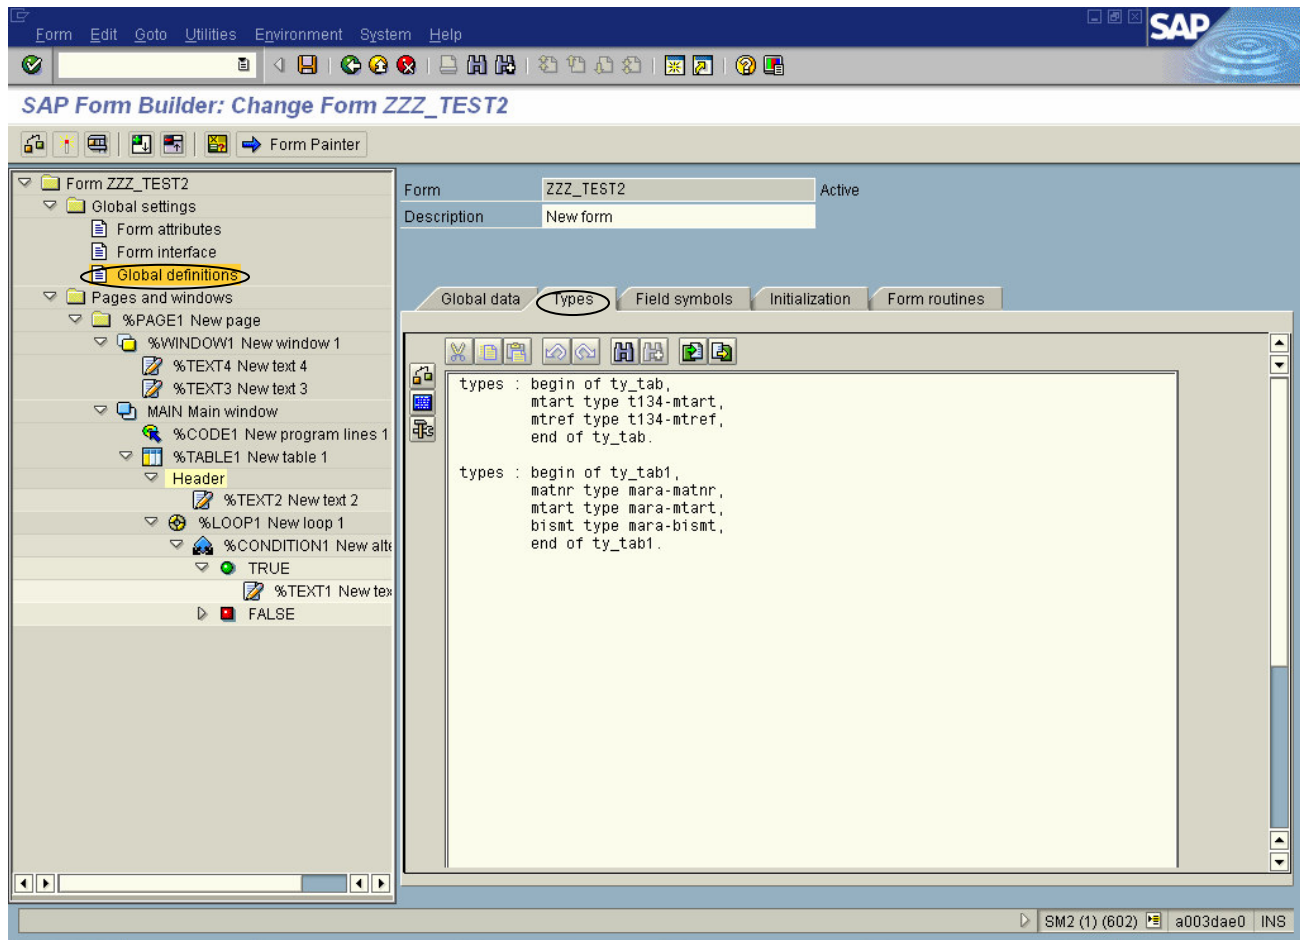 Form Edit Goto Utilities Environment System Help
SAP
SAP Form Builder: Change Form ZZZ_TEST2
Form Painter
Form ZZZ_TEST2
Global settings
Form attributes
Form interface
Global definitions
Pages and windows
%PAGE1 New page
%WINDOW1 New window 1
%TEXT4 New text 4
%TEXT3 New text 3
MAIN Main window
%CODE1 New program lines 1
%TABLE1 New table 1
Header
%TEXT2 New text 2
%LOOP1 New loop 1
%CONDITION1 New alte
TRUE
%TEXT1 New tex
FALSE
Form ZZZ_TEST2 Active
Description New form
Global data Types Field symbols Initialization Form routines
types : begin of ty_tab,
mtart type t134-mtart,
mtref type t134-mtref,
end of ty_tab.
types : begin of ty_tab1,
matnr type mara-matnr,
mtart type mara-mtart,
bismt type mara-bismt,
end of ty_tab1.
SM2 (1) (602) a003dae0 INS